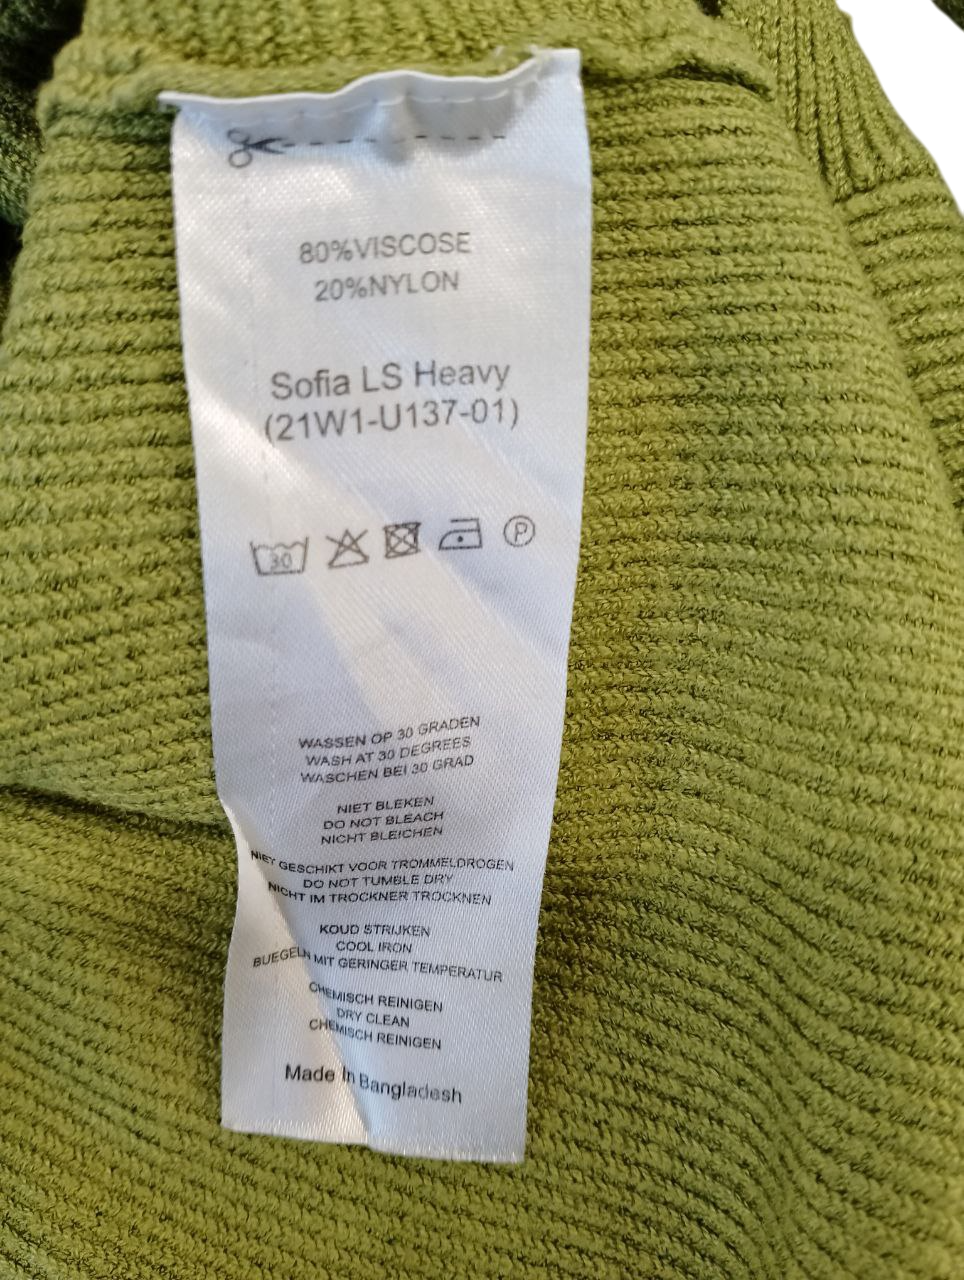 80%VISCOSE
20%NYLON
Sofia LS Heavy
(21W1-U137-01)
30
P
WASSEN OP 30 GRADEN
WASH AT 30 DEGREES
WASCHEN BEI 30 GRAD
NIET BLEKEN
DO NOT BLEACH
NICHT BLEICHEN
NIET GESCHIKT VOOR TROMMELDROGEN
DO NOT TUMBLE DRY
NICHT IM TROCKNER TROCKNEN
KOUD STRIJKEN
COOL IRON
BUEGELN MIT GERINGER TEMPERATUR
CHEMISCH REINIGEN
DRY CLEAN
CHEMISCH REINIGEN
Made In Bangladesh